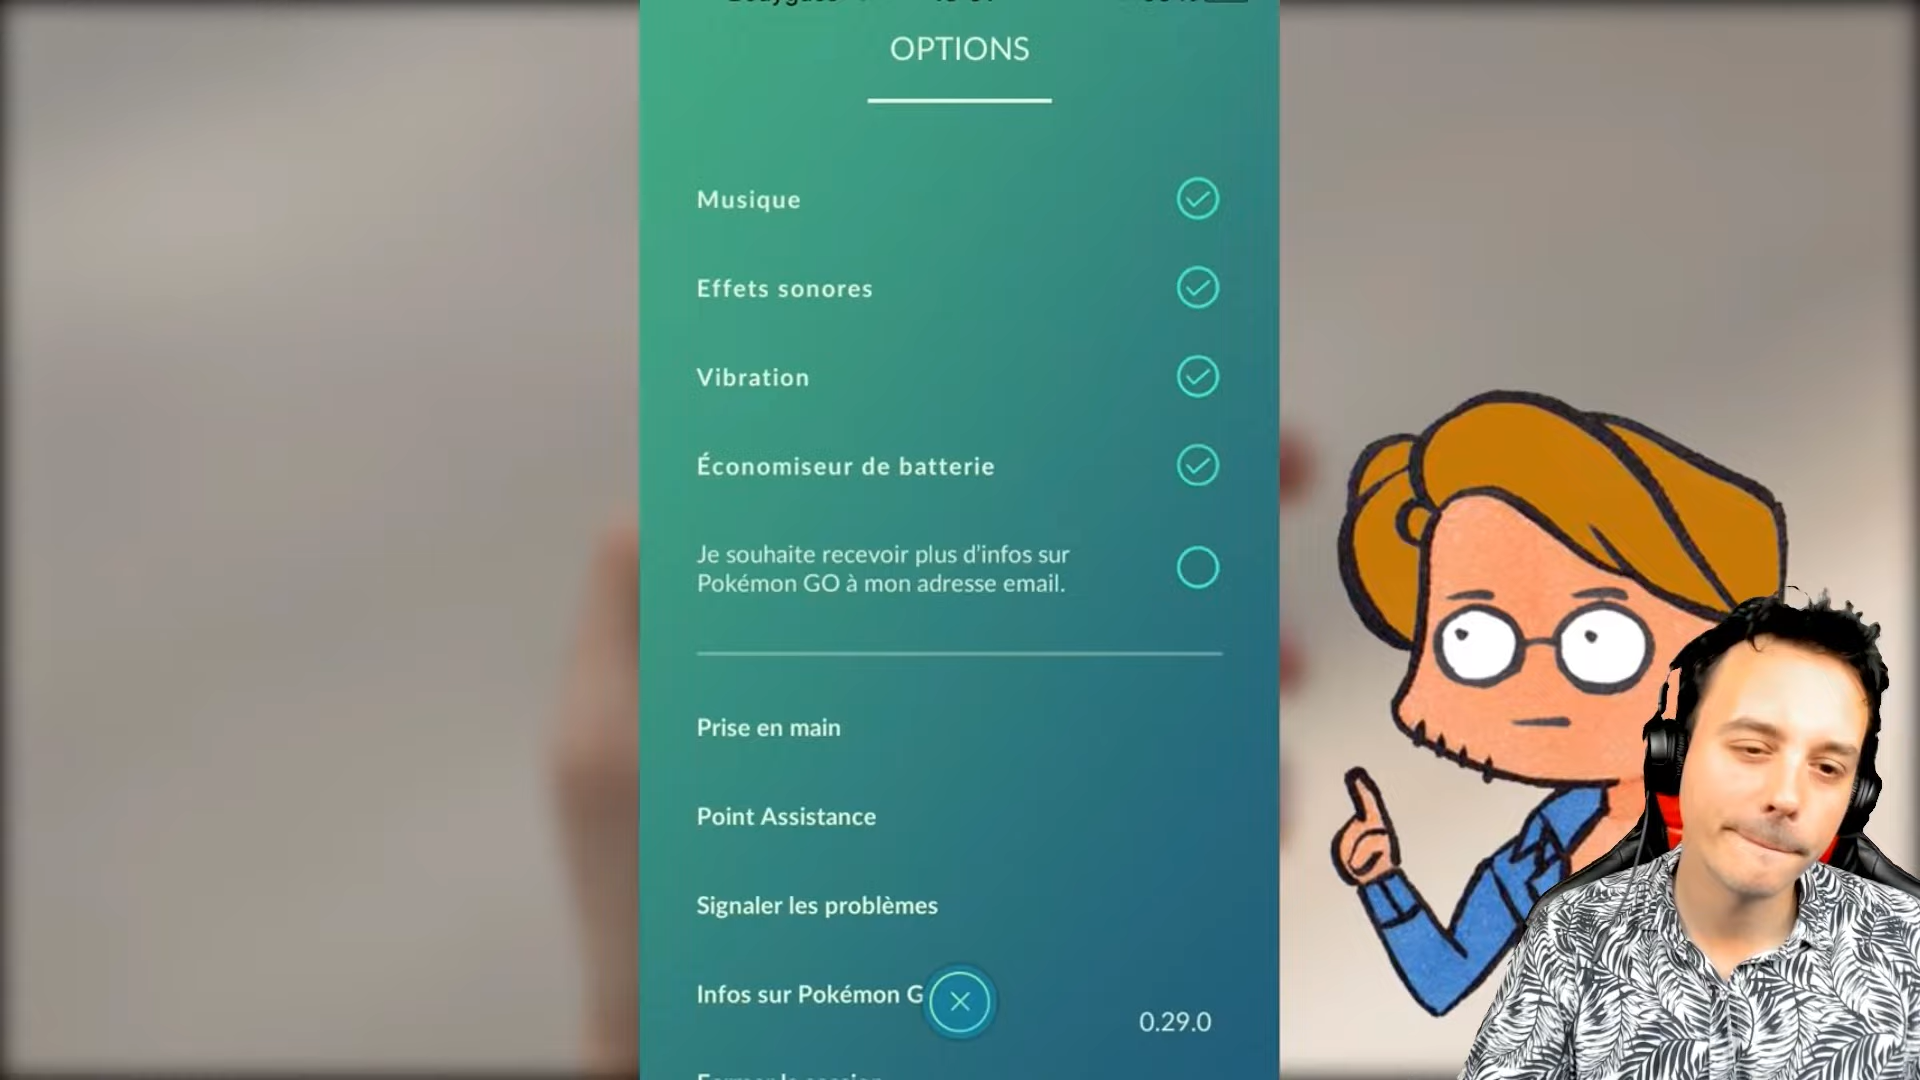 OPTIONS
Musique
Effets sonores
Vibration
Économiseur de batterie
Je souhaite recevoir plus d'infos sur
Pokémon GO à mon adresse email.
Prise en main
Point Assistance
Signaler les problèmes
Infos sur Pokémon G
0.29.0